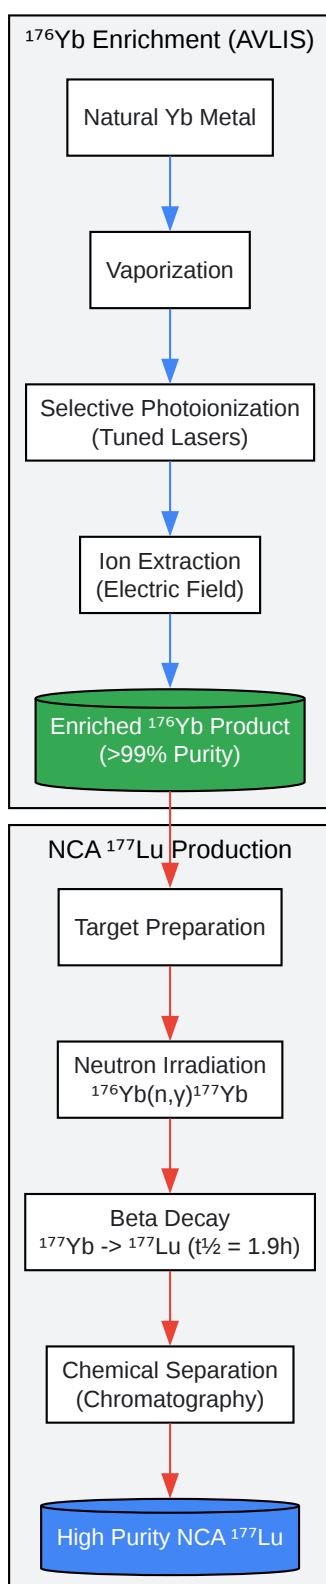 ¹⁷⁶Yb Enrichment (AVLIS)
Natural Yb Metal
Vaporization
Selective Photoionization
(Tuned Lasers)
Ion Extraction
(Electric Field)
Enriched ¹⁷⁶Yb Product
(>99% Purity)
NCA ¹⁷⁷Lu Production
Target Preparation
Neutron Irradiation
¹⁷⁶Yb(n,γ)¹⁷⁷Yb
Beta Decay
¹⁷⁷Yb -> ¹⁷⁷Lu (t½ = 1.9h)
Chemical Separation
(Chromatography)
High Purity NCA ¹⁷⁷Lu